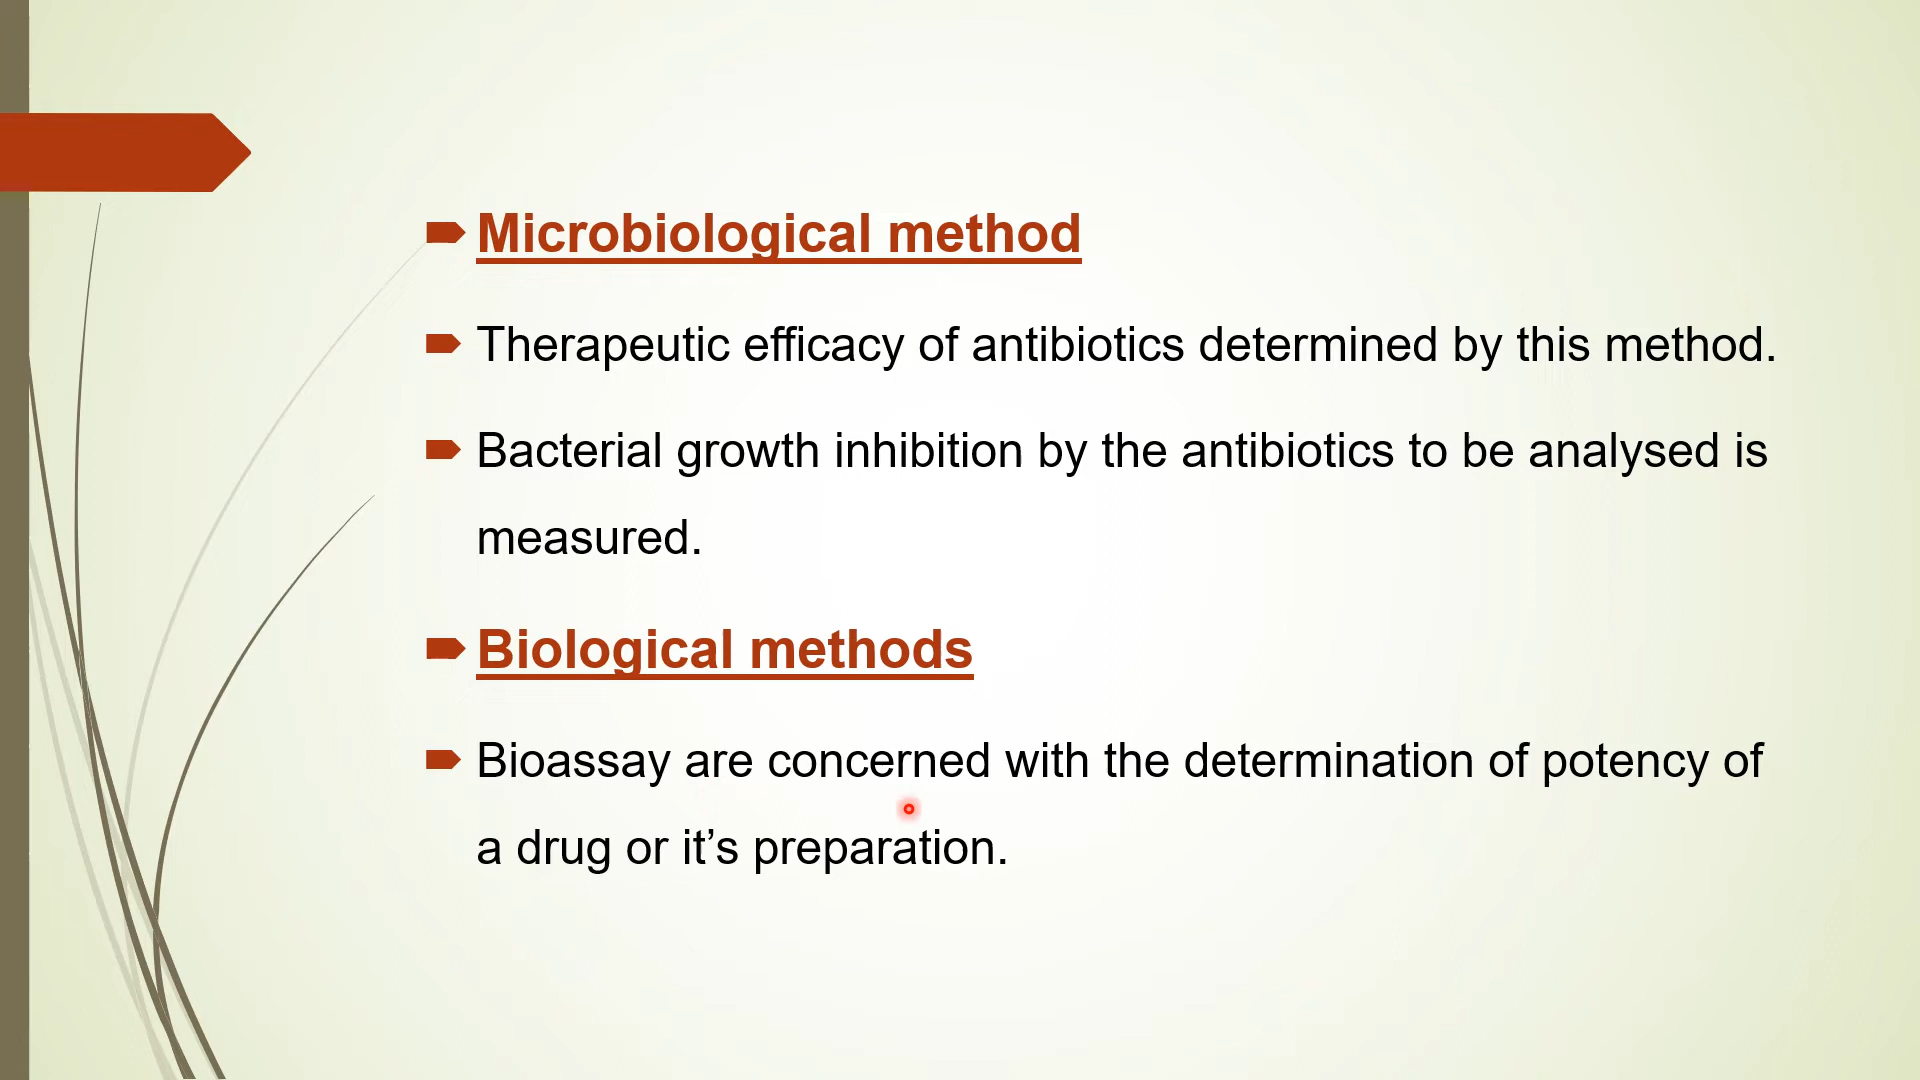 Microbiological method
Therapeutic efficacy of antibiotics determined by this method.
Bacterial growth inhibition by the antibiotics to be analysed is
measured.
Biological methods
Bioassay are concerned with the determination of potency of
a drug or it’s preparation.